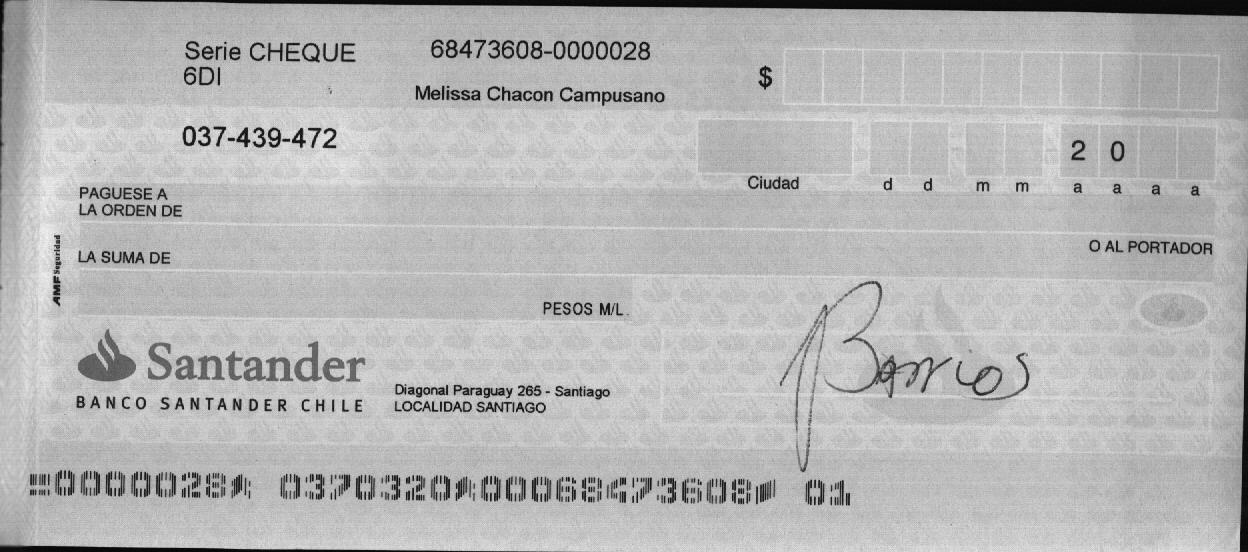 Serie CHEQUE
6DI
68473608-0000028
Melissa Chacon Campusano
$
037-439-472
2 0
Ciudad d d m m a a a a
PAGUESE A
LA ORDEN DE
O AL PORTADOR
LA SUMA DE
AMF Seguridad
PESOS M/L.
Santander
BANCO SANTANDER CHILE
Diagonal Paraguay 265 - Santiago
LOCALIDAD SANTIAGO
Barrios
0000028 0370320 00068473608 01